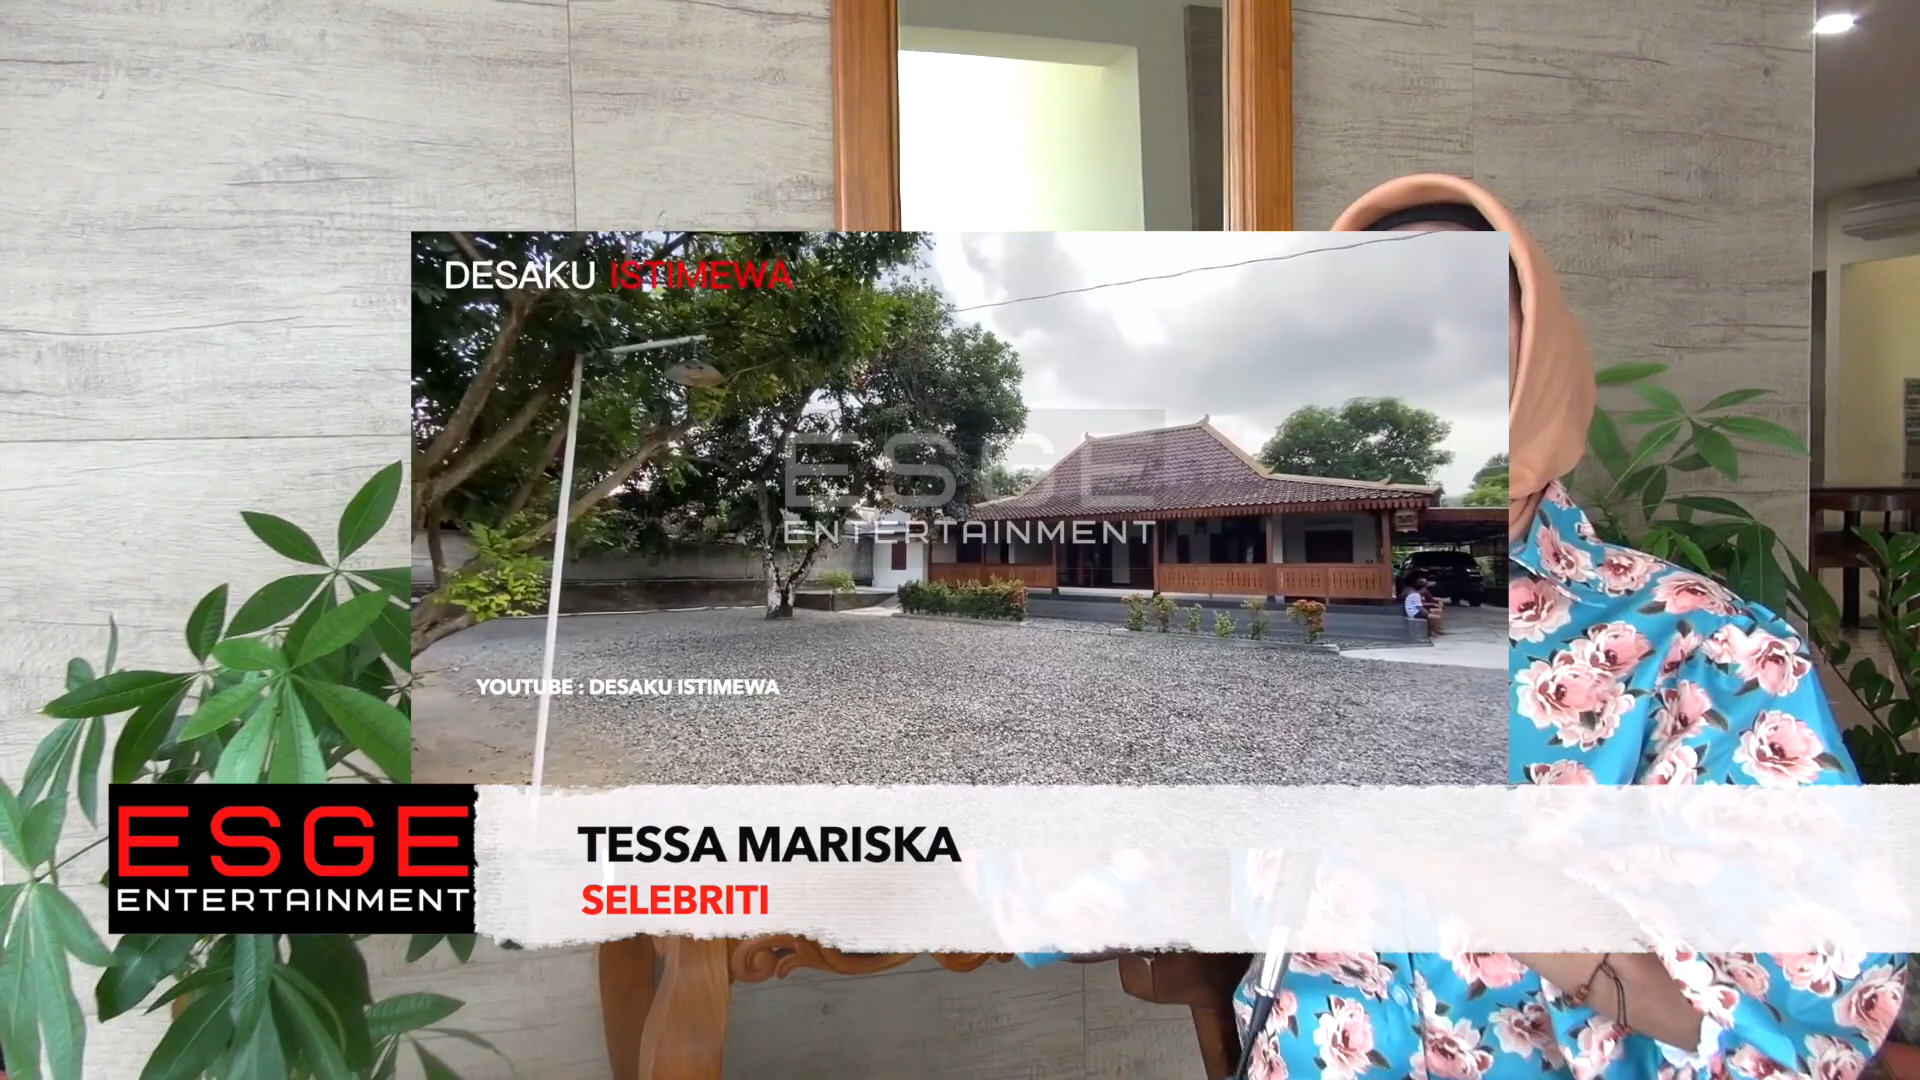 DESAKU ISTIMEWA
ESGE
ENTERTAINMENT
YOUTUBE : DESAKU ISTIMEWA
ESGE
ENTERTAINMENT
TESSA MARISKA
SELEBRITI